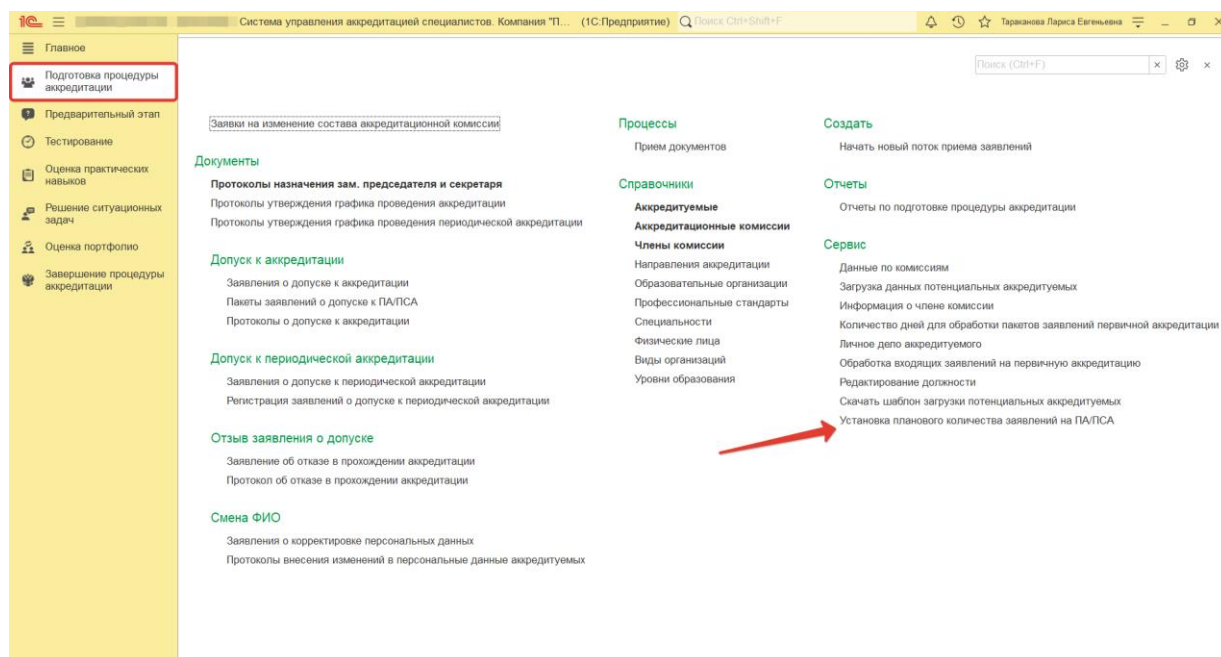 1С Система управления аккредитацией специалистов. Компания "П... (1С:Предприятие) Поиск Ctrl+Shift+F Тараканова Лариса Евгеньевна
Главное
Подготовка процедуры
аккредитации
Предварительный этап
Тестирование
Оценка практических
навыков
Решение ситуационных
задач
Оценка портфолио
Завершение процедуры
аккредитации
Поиск (Ctrl+F)
Заявки на изменение состава аккредитационной комиссии
Документы
Протоколы назначения зам. председателя и секретаря
Протоколы утверждения графика проведения аккредитации
Протоколы утверждения графика проведения периодической аккредитации
Допуск к аккредитации
Заявления о допуске к аккредитации
Пакеты заявлений о допуске к ПА/ПСА
Протоколы о допуске к аккредитации
Допуск к периодической аккредитации
Заявления о допуске к периодической аккредитации
Регистрация заявлений о допуске к периодической аккредитации
Отзыв заявления о допуске
Заявление об отказе в прохождении аккредитации
Протокол об отказе в прохождении аккредитации
Смена ФИО
Заявления о корректировке персональных данных
Протоколы внесения изменений в персональные данные аккредитуемых
Процессы
Прием документов
Справочники
Аккредитуемые
Аккредитационные комиссии
Члены комиссии
Направления аккредитации
Образовательные организации
Профессиональные стандарты
Специальности
Физические лица
Виды организаций
Уровни образования
Создать
Начать новый поток приема заявлений
Отчеты
Отчеты по подготовке процедуры аккредитации
Сервис
Данные по комиссиям
Загрузка данных потенциальных аккредитуемых
Информация о члене комиссии
Количество дней для обработки пакетов заявлений первичной аккредитации
Личное дело аккредитуемого
Обработка входящих заявлений на первичную аккредитацию
Редактирование должности
Скачать шаблон загрузки потенциальных аккредитуемых
Установка планового количества заявлений на ПА/ПСА